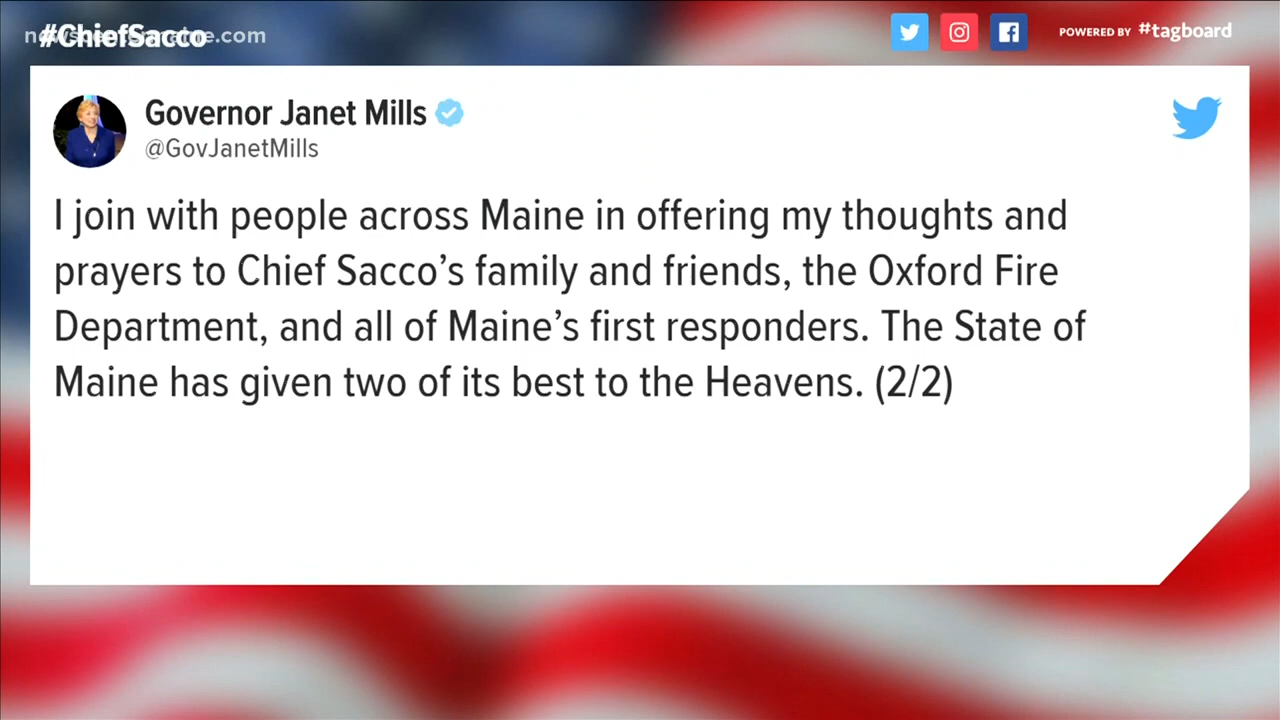 #ChiefSacco
newscentermaine.com
POWERED BY #tagboard
Governor Janet Mills
@GovJanetMills
I join with people across Maine in offering my thoughts and
prayers to Chief Sacco’s family and friends, the Oxford Fire
Department, and all of Maine’s first responders. The State of
Maine has given two of its best to the Heavens. (2/2)